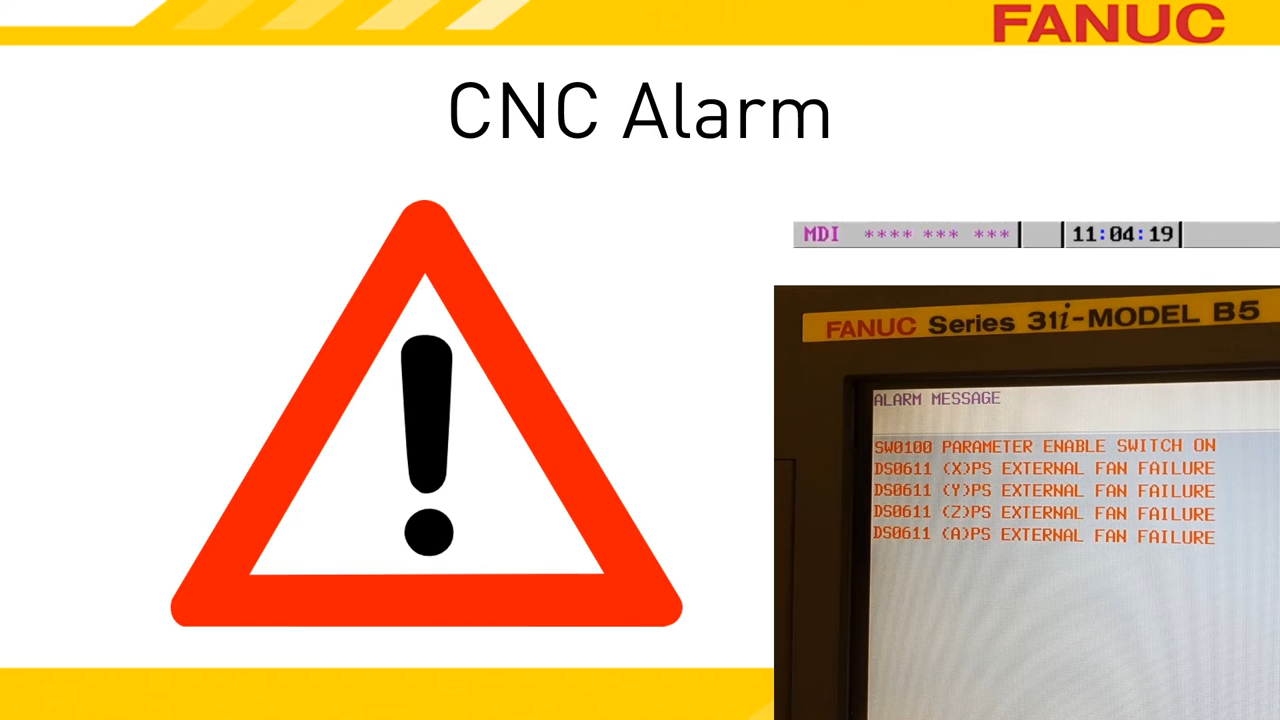 FANUC
CNC Alarm
MDI **** *** *** 11:04:19
FANUC Series 31i-MODEL B5
ALARM MESSAGE
SW0100 PARAMETER ENABLE SWITCH ON
DS0611 (X)PS EXTERNAL FAN FAILURE
DS0611 (Y)PS EXTERNAL FAN FAILURE
DS0611 (Z)PS EXTERNAL FAN FAILURE
DS0611 (A)PS EXTERNAL FAN FAILURE